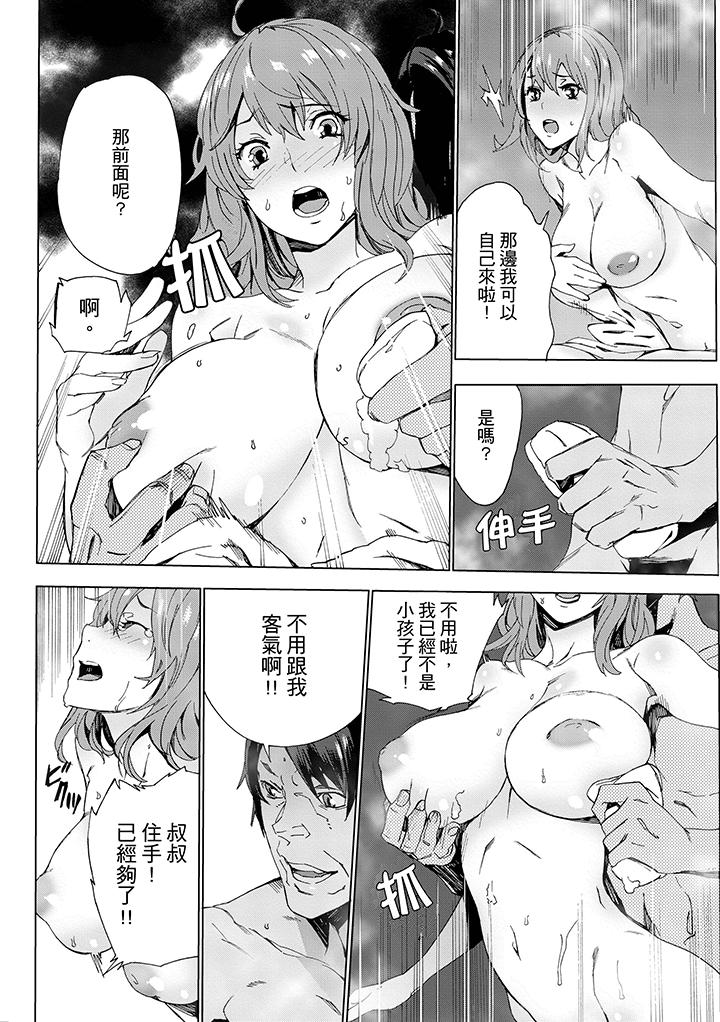 那邊我可以
自己來啦！
是嗎？
伸手
那前面呢？
抓
啊。
不用啦，
我已經不是
小孩子了！
抓
不用跟我
客氣啊!!
叔叔
住手！
已經夠了!!
ビクッ